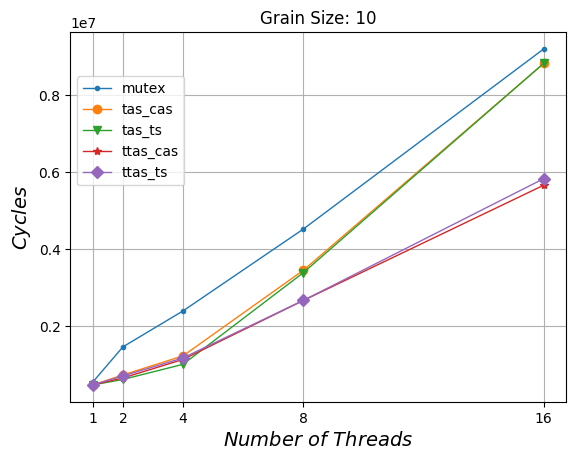 Grain Size: 10
1e7
0.8
0.6
0.4
0.2
Cycles
mutex
tas_cas
tas_ts
ttas_cas
ttas_ts
1 2 4 8 16
Number of Threads